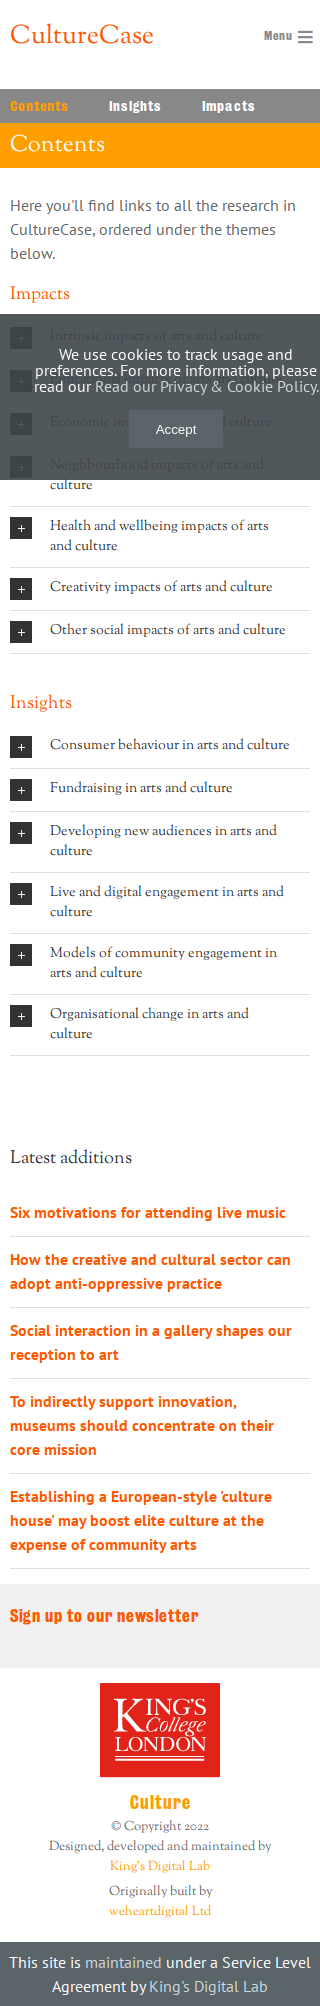 CultureCase
Menu
Contents Insights Impacts
Contents
Here you'll find links to all the research in
CultureCase, ordered under the themes
below.
Impacts
Intrinsic impacts of arts and culture
We use cookies to track usage and
preferences. For more information, please
read our Read our Privacy & Cookie Policy.
Economic im
d culture
Accept
Neighbourhood impacts of arts and
culture
Health and wellbeing impacts of arts
and culture
Creativity impacts of arts and culture
Other social impacts of arts and culture
Insights
Consumer behaviour in arts and culture
Fundraising in arts and culture
Developing new audiences in arts and
culture
Live and digital engagement in arts and
culture
Models of community engagement in
arts and culture
Organisational change in arts and
culture
Latest additions
Six motivations for attending live music
How the creative and cultural sector can
adopt anti-oppressive practice
Social interaction in a gallery shapes our
reception to art
To indirectly support innovation,
museums should concentrate on their
core mission
Establishing a European-style 'culture
house' may boost elite culture at the
expense of community arts
Sign up to our newsletter
KING'S
College
LONDON
Culture
© Copyright 2022
Designed, developed and maintained by
King's Digital Lab
Originally built by
weheartdigital Ltd
This site is maintained under a Service Level
Agreement by King's Digital Lab